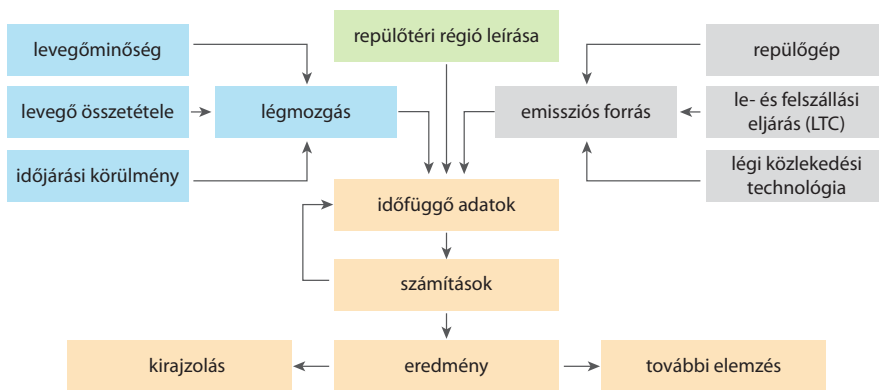 levegőminőség
repülőtéri régió leírása
repülőgép
levegő összetétele
légmozgás
emissziós forrás
le- és felszállási
eljárás (LTC)
időjárási körülmény
légi közlekedési
technológia
időfüggő adatok
számítások
kirajzolás
eredmény
további elemzés